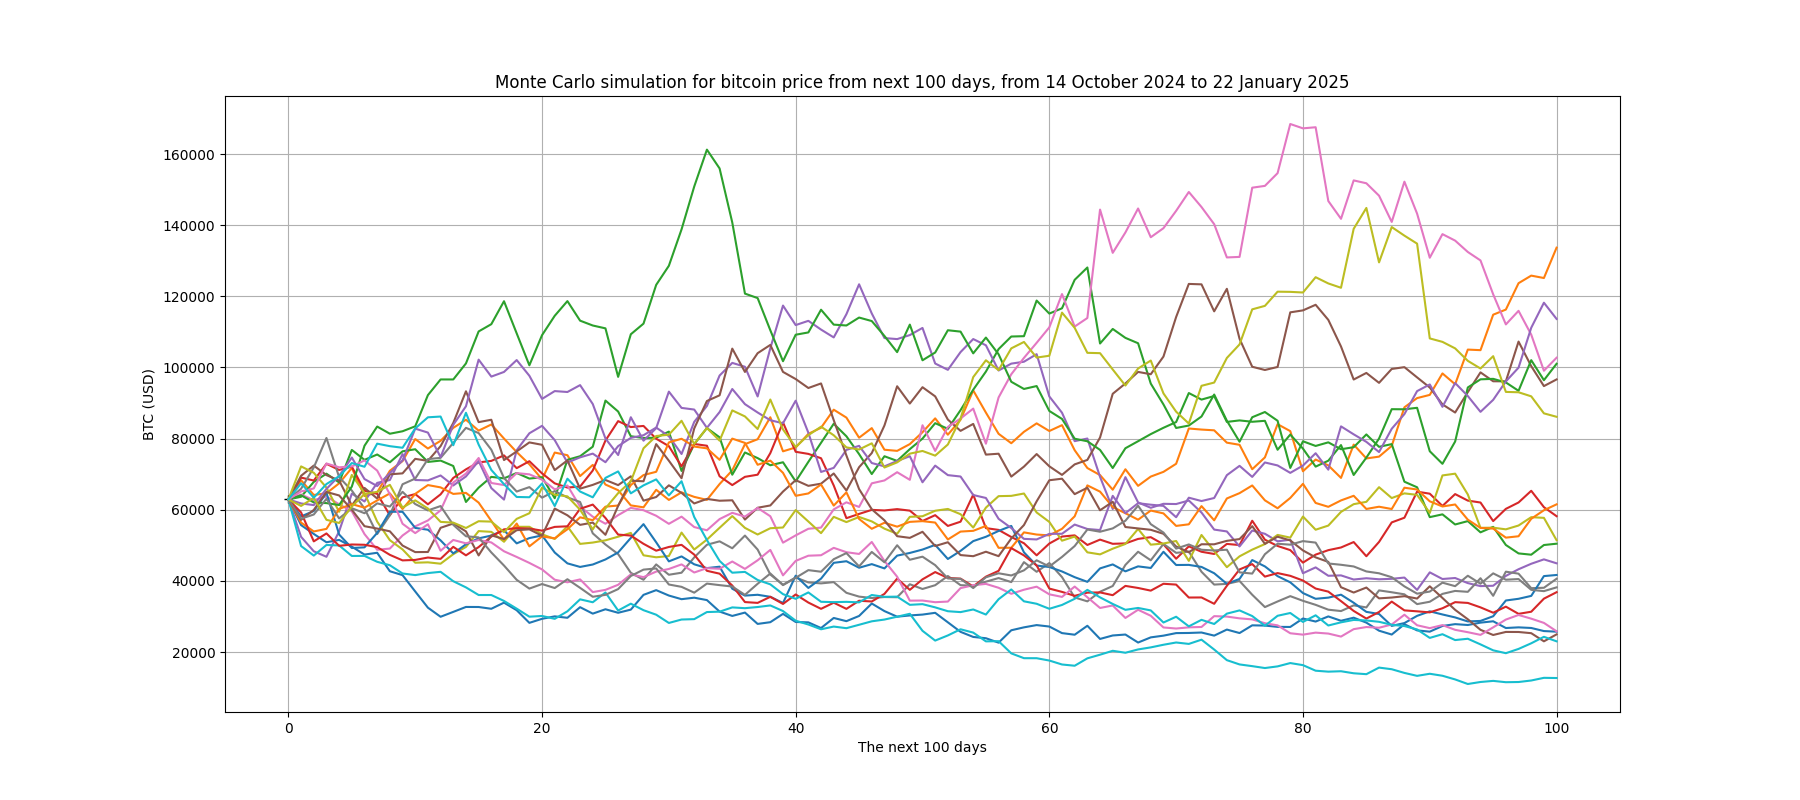 Monte Carlo simulation for bitcoin price from next 100 days, from 14 October 2024 to 22 January 2025
160000
140000
120000
100000
80000
60000
40000
20000
BTC (USD)
0 20 40 60 80 100
The next 100 days